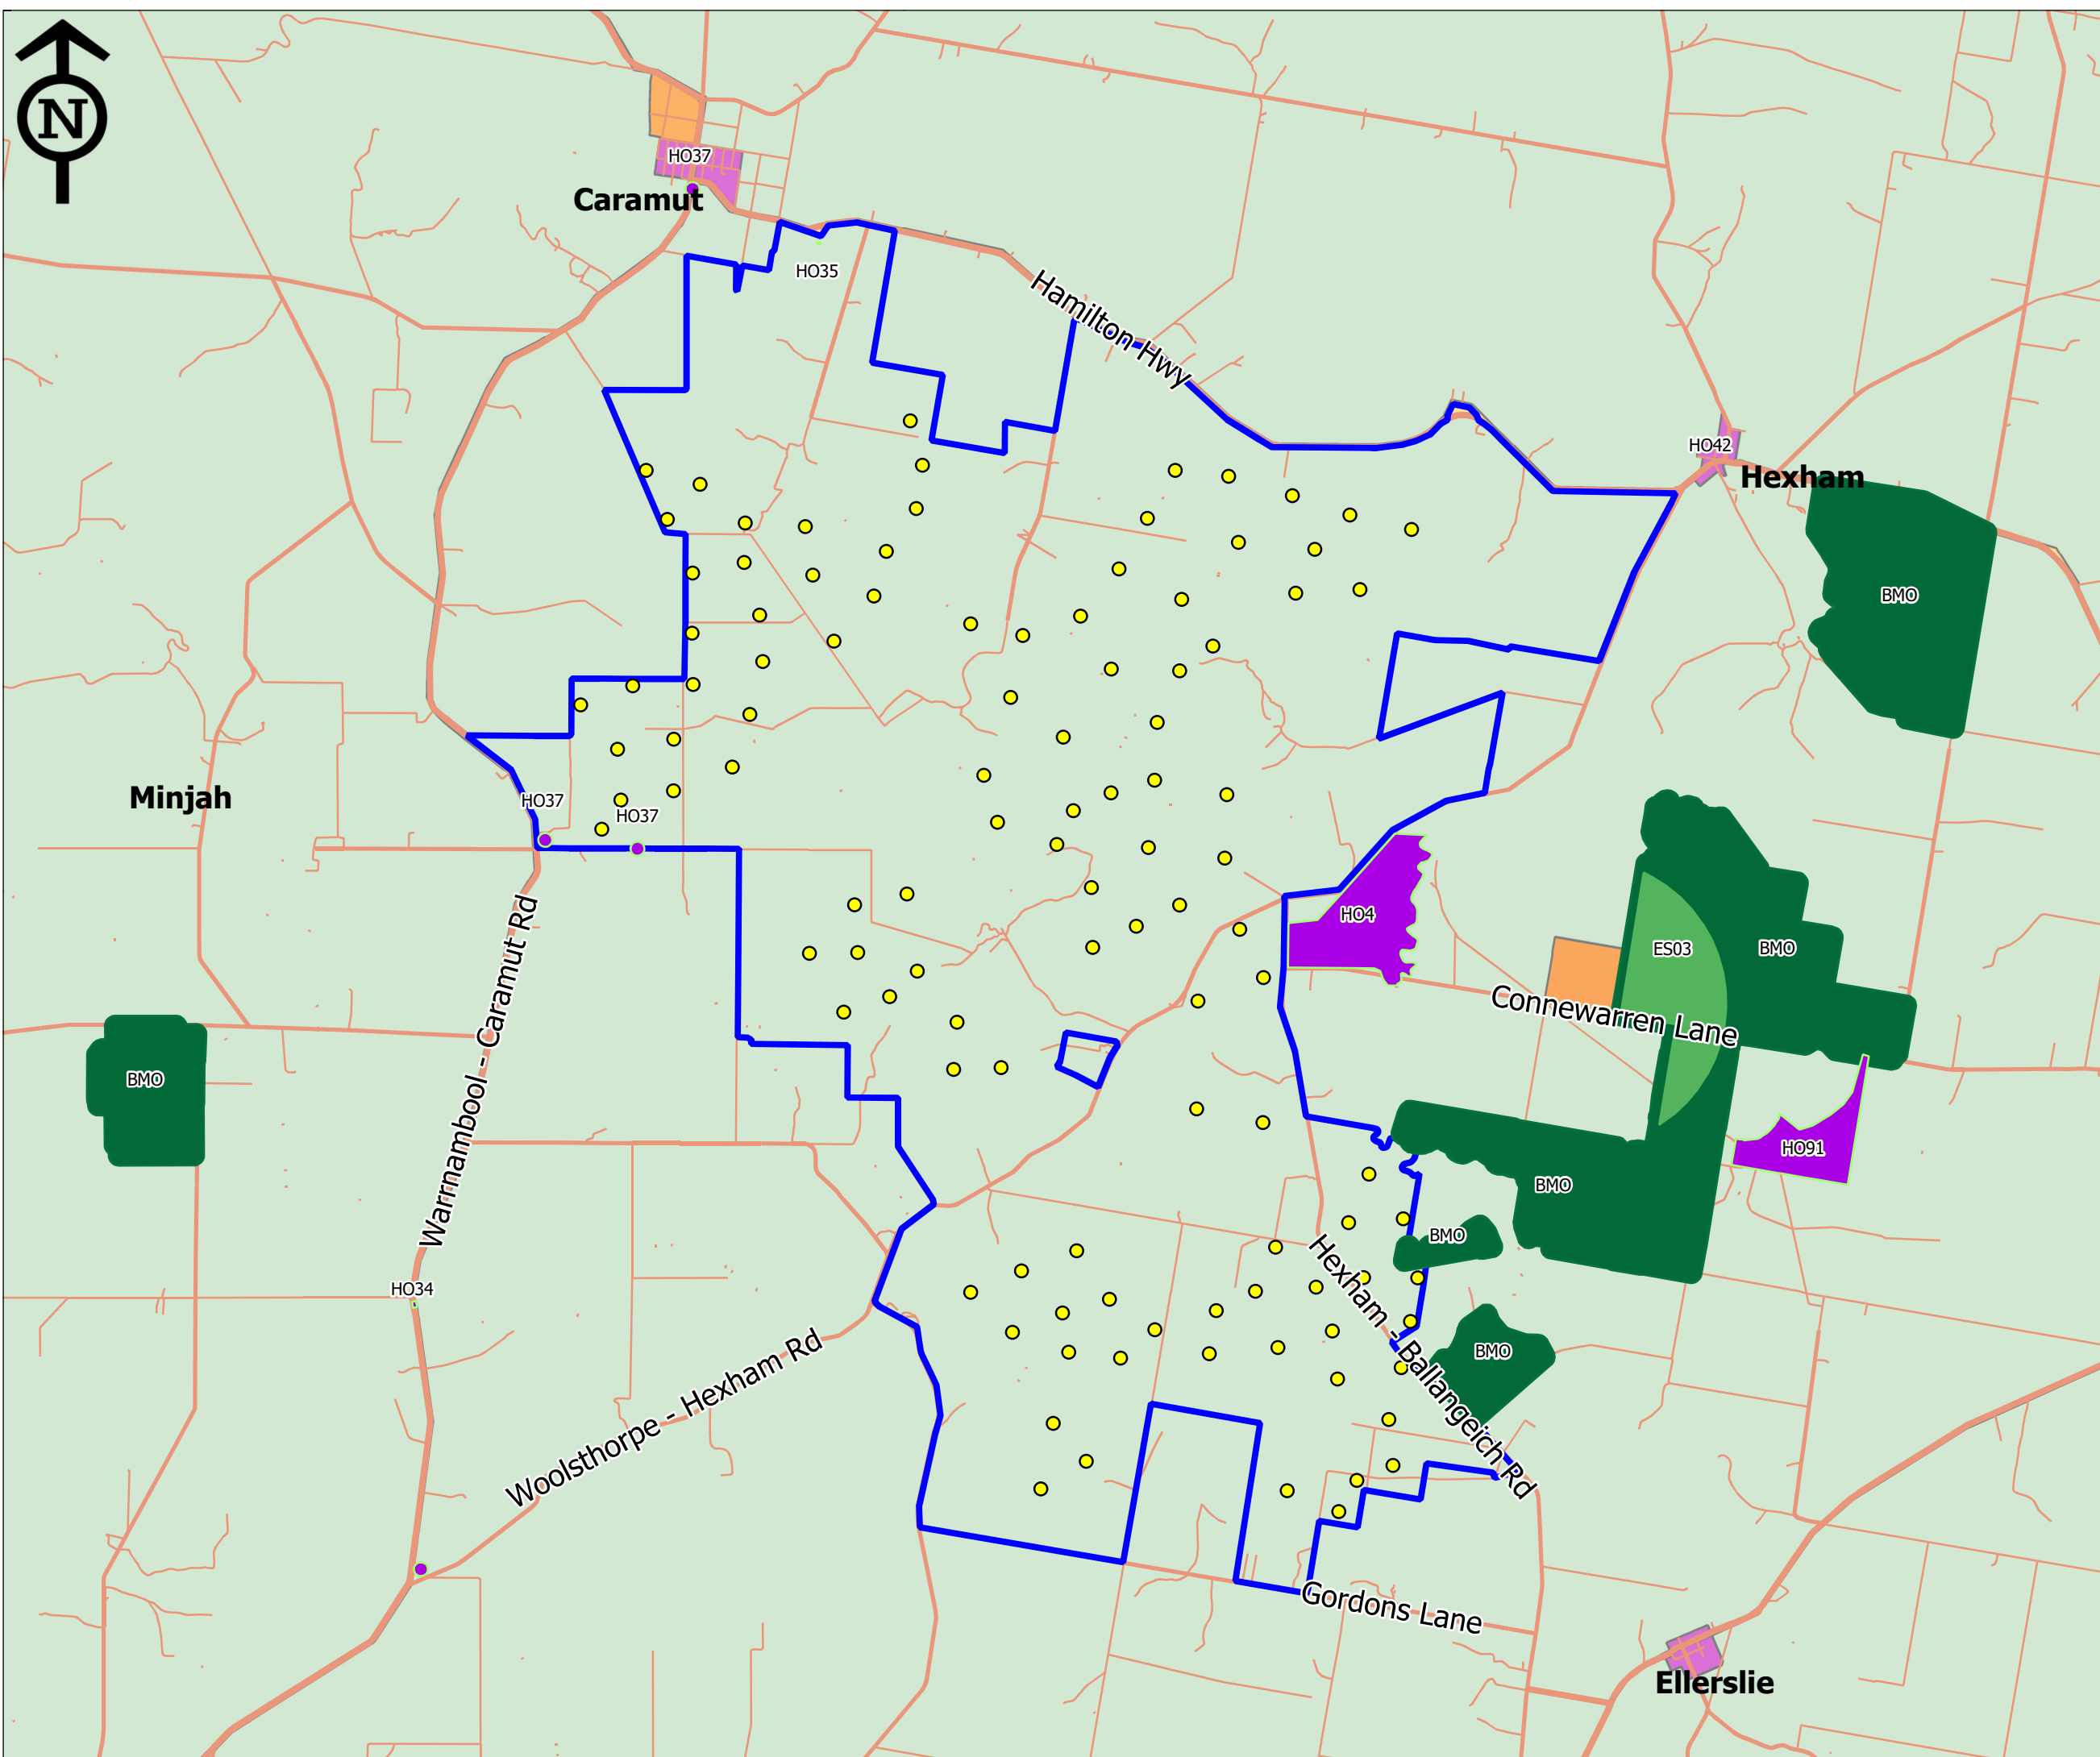 N
HO37
Caramut
HO35
Hamilton Hwy
HO42
Hexham
BMO
Minjah
HO37
HO37
HO4
ES03
BMO
Connewarren Lane
Warrnambool - Caramut Rd
BMO
HO91
BMO
BMO
HO34
Hexham - Ballangeich Rd
BMO
Woolsthorpe - Hexham Rd
Gordons Lane
Ellerslie